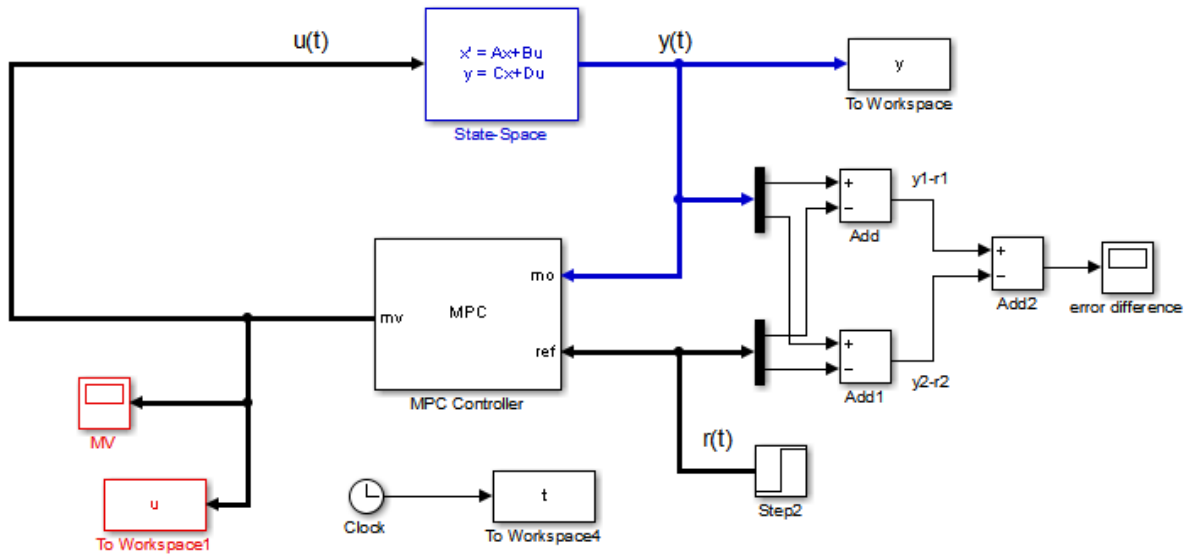 u(t)
x' = Ax+Bu
y = Cx+Du
State-Space
y(t)
y
To Workspace
+
−
Add
y1-r1
+
−
Add2
error difference
mo
MPC
mv
ref
MPC Controller
+
−
Add1
y2-r2
MV
r(t)
Step2
u
To Workspace1
Clock
t
To Workspace4